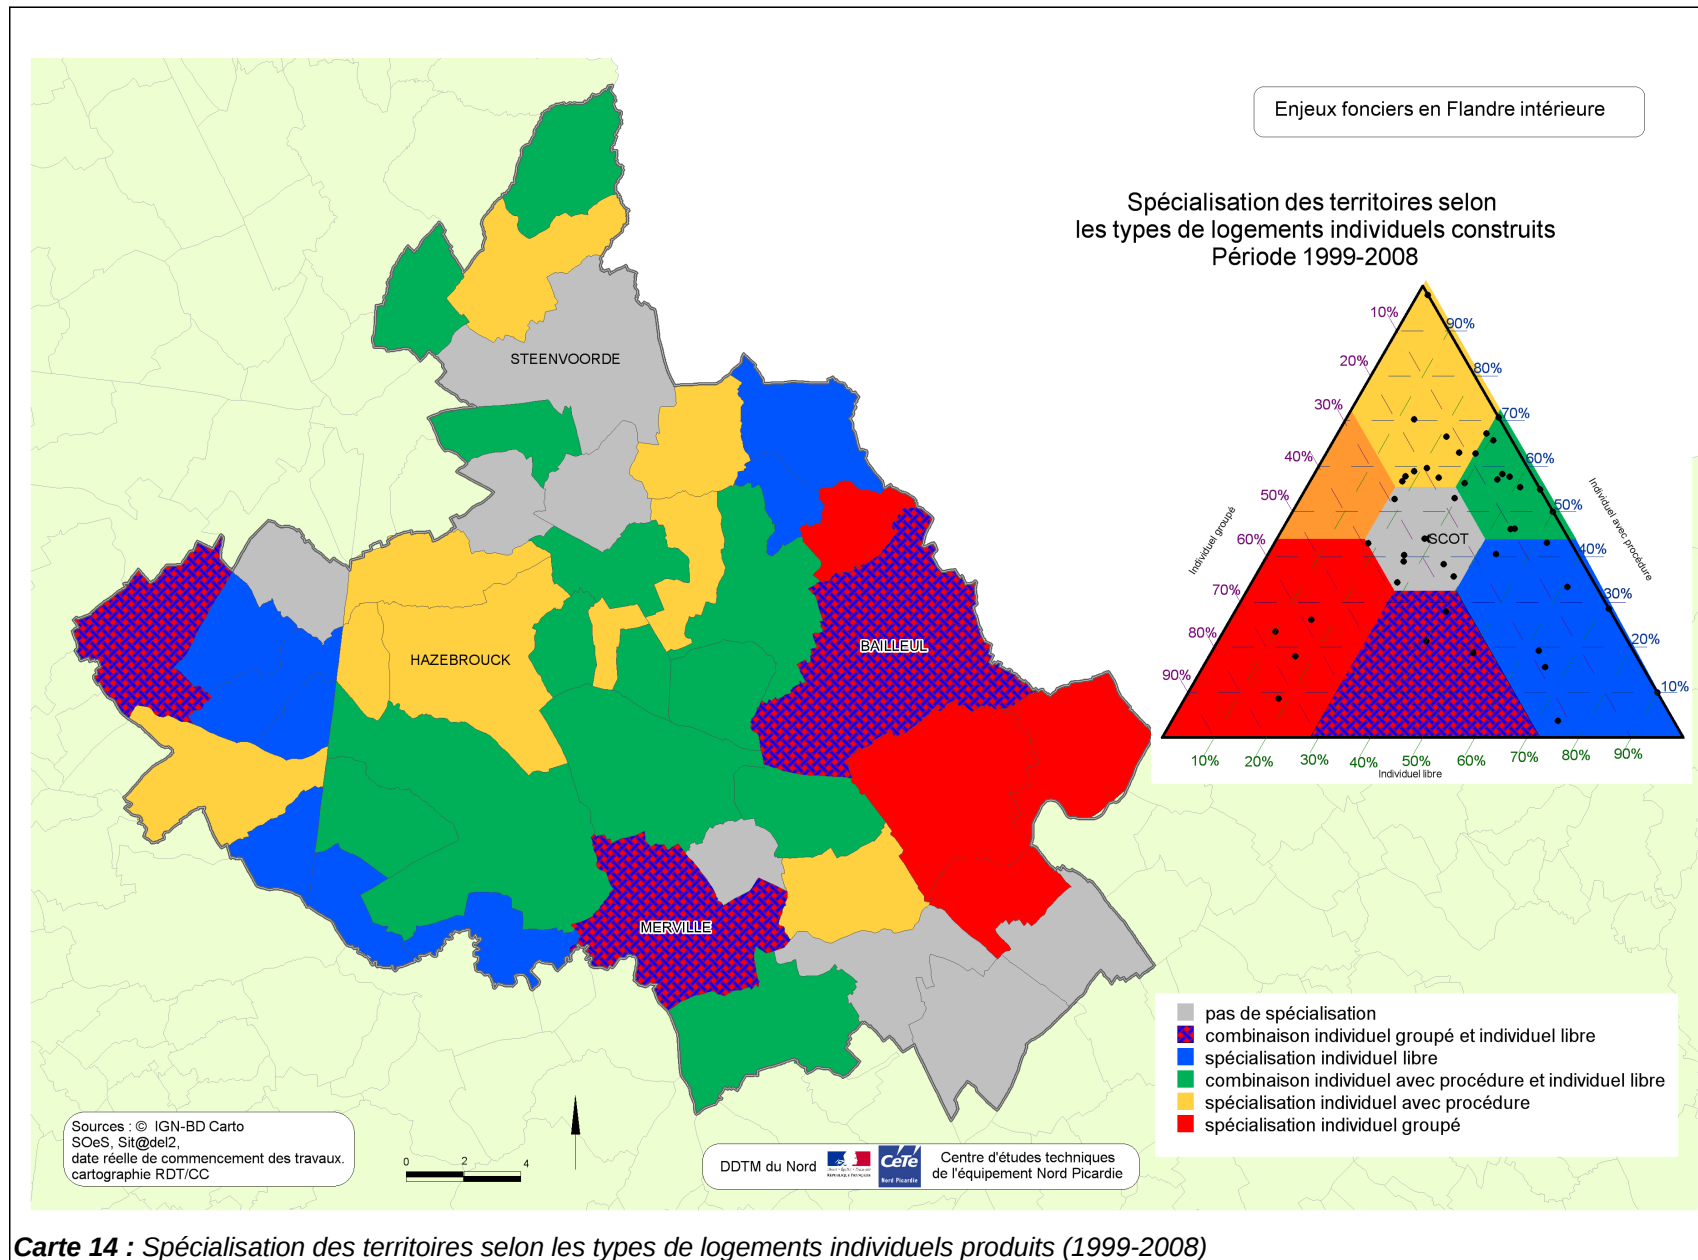 Enjeux fonciers en Flandre intérieure
Spécialisation des territoires selon
les types de logements individuels construits
Période 1999-2008
STEENVOORDE
HAZEBROUCK
BAILLEUL
MERVILLE
10%
20%
30%
40%
50%
60%
70%
80%
90%
Individuel groupé
90%
80%
70%
60%
50%
40%
30%
20%
10%
Individuel avec procédure
SCOT
10%
20%
30%
40%
50%
60%
70%
80%
90%
Individuel libre
pas de spécialisation
combinaison individuel groupé et individuel libre
spécialisation individuel libre
combinaison individuel avec procédure et individuel libre
spécialisation individuel avec procédure
spécialisation individuel groupé
Sources : © IGN-BD Carto
SOeS, Sit@del2,
date réelle de commencement des travaux.
cartographie RDT/CC
0 2 4
DDTM du Nord
CeTe
Nord Picardie
Centre d'études techniques
de l'équipement Nord Picardie
Carte 14 : Spécialisation des territoires selon les types de logements individuels produits (1999-2008)